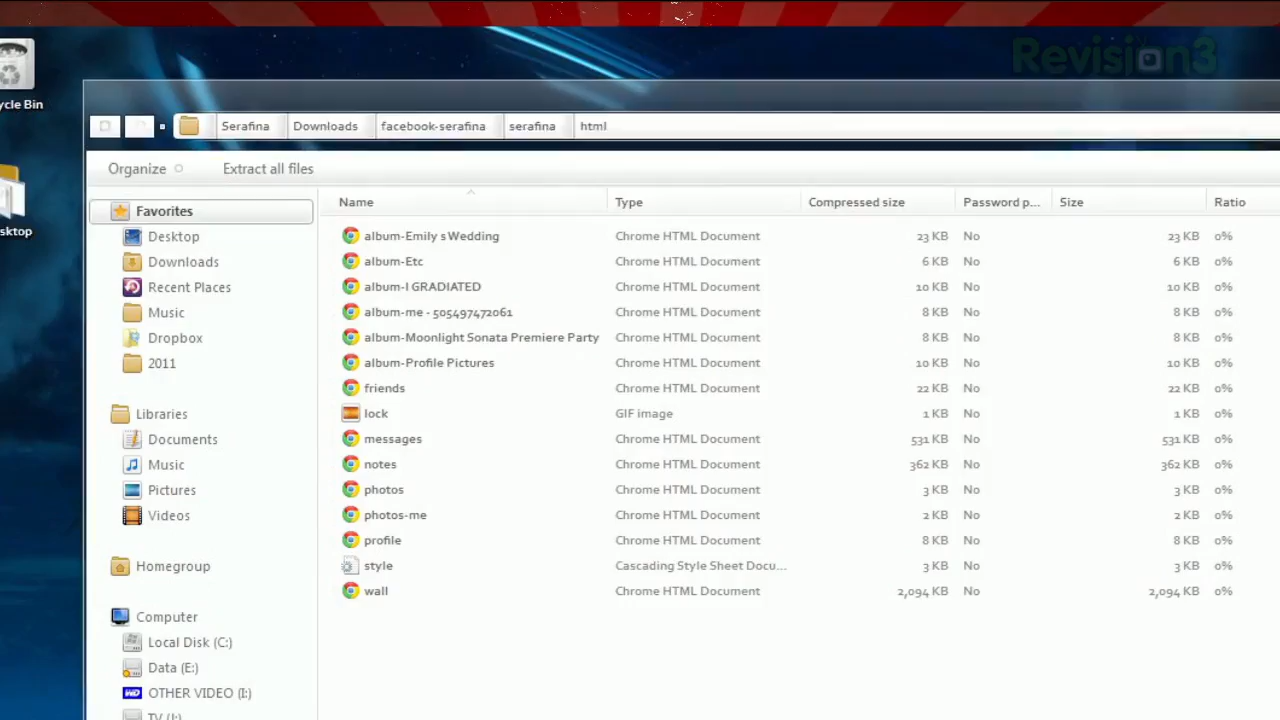 Revision3
ycle Bin
Serafina Downloads facebook-serafina serafina html
Organize Extract all files
sktop
Favorites
Desktop
Downloads
Recent Places
Music
Dropbox
2011
Libraries
Documents
Music
Pictures
Videos
Homegroup
Computer
Local Disk (C:)
Data (E:)
WD OTHER VIDEO (I:)
TV (J:)
Name Type Compressed size Password p... Size Ratio
album-Emily s Wedding Chrome HTML Document 23 KB No 23 KB 0%
album-Etc Chrome HTML Document 6 KB No 6 KB 0%
album-I GRADIATED Chrome HTML Document 10 KB No 10 KB 0%
album-me - 505497472061 Chrome HTML Document 8 KB No 8 KB 0%
album-Moonlight Sonata Premiere Party Chrome HTML Document 8 KB No 8 KB 0%
album-Profile Pictures Chrome HTML Document 10 KB No 10 KB 0%
friends Chrome HTML Document 22 KB No 22 KB 0%
lock GIF image 1 KB No 1 KB 0%
messages Chrome HTML Document 531 KB No 531 KB 0%
notes Chrome HTML Document 362 KB No 362 KB 0%
photos Chrome HTML Document 3 KB No 3 KB 0%
photos-me Chrome HTML Document 2 KB No 2 KB 0%
profile Chrome HTML Document 8 KB No 8 KB 0%
style Cascading Style Sheet Docu... 3 KB No 3 KB 0%
wall Chrome HTML Document 2,094 KB No 2,094 KB 0%